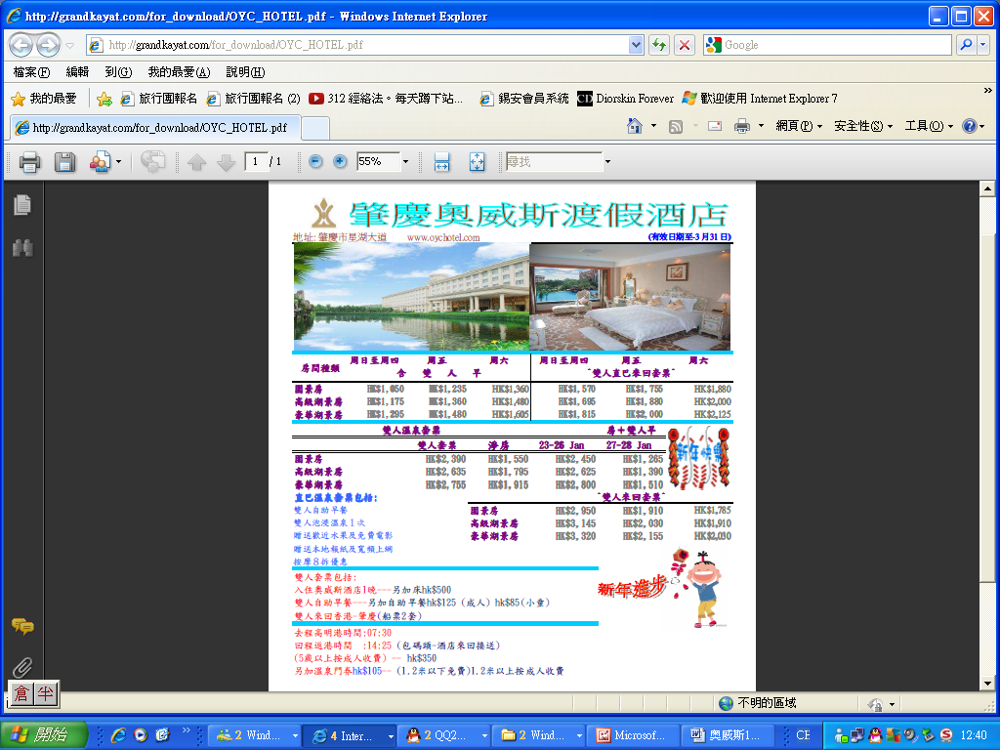 http://grandkayat.com/for_download/OYC_HOTEL.pdf - Windows Internet Explorer
http://grandkayat.com/for_download/OYC_HOTEL.pdf
Google
檔案(F) 編輯 到(G) 我的最愛(A) 說明(H)
我的最愛 旅行團報名 旅行團報名 (2) 312 經絡法。每天蹲下站... 錫安會員系統 CD Diorskin Forever 歡迎使用 Internet Explorer 7
http://grandkayat.com/for_download/OYC_HOTEL.pdf
網頁(P) 安全性(S) 工具(O)
1 / 1 55% 尋找
肇慶奧威斯渡假酒店
地址: 肇慶市星湖大道 www.oychotel.com (有效日期至-3月31日)
房間種類 周日至周四 周五 周六 周日至周四 周五 周六
含 雙 人 早 "雙人直巴來回套票"
園景房 HK$1,050 HK$1,235 HK$1,360 HK$1,570 HK$1,755 HK$1,880
高級湖景房 HK$1,175 HK$1,360 HK$1,480 HK$1,695 HK$1,880 HK$2,000
豪華湖景房 HK$1,295 HK$1,480 HK$1,605 HK$1,815 HK$2,000 HK$2,125
雙人溫泉套票 房+雙人早
雙人套票 淨房 23-26 Jan 27-28 Jan
園景房 HK$2,390 HK$1,550 HK$2,450 HK$1,265
高級湖景房 HK$2,635 HK$1,795 HK$2,625 HK$1,390
豪華湖景房 HK$2,755 HK$1,915 HK$2,800 HK$1,510
新年快樂
直巴溫泉套票包括: "雙人來回套票"
雙人自助早餐 園景房 HK$2,950 HK$1,910 HK$1,785
雙人泡浸溫泉1次 高級湖景房 HK$3,145 HK$2,030 HK$1,910
贈送歡近水果及免費電影 豪華湖景房 HK$3,320 HK$2,155 HK$2,030
贈送本地報紙及寬頻上網
按摩8折優惠
雙人套票包括:
入住奧威斯酒店1晚---另加床hk$500
雙人自助早餐---另加自助早餐hk$125 (成人) hk$85(小童)
雙人來回香港-肇慶(船票2套)
新年進步
去程高明港時間:07:30
回程返港時間 :14:25 (包碼頭-酒店來回接送)
(5歲以上按成人收費) -- hk$350
另加溫泉門券hk$105-- (1.2米以下免費)1.2米以上按成人收費
不明的區域
倉 半
開始 2 Wind... 4 Inter... 2 QQ2... 2 Wind... Microsof... 奧威斯1... CE 12:40